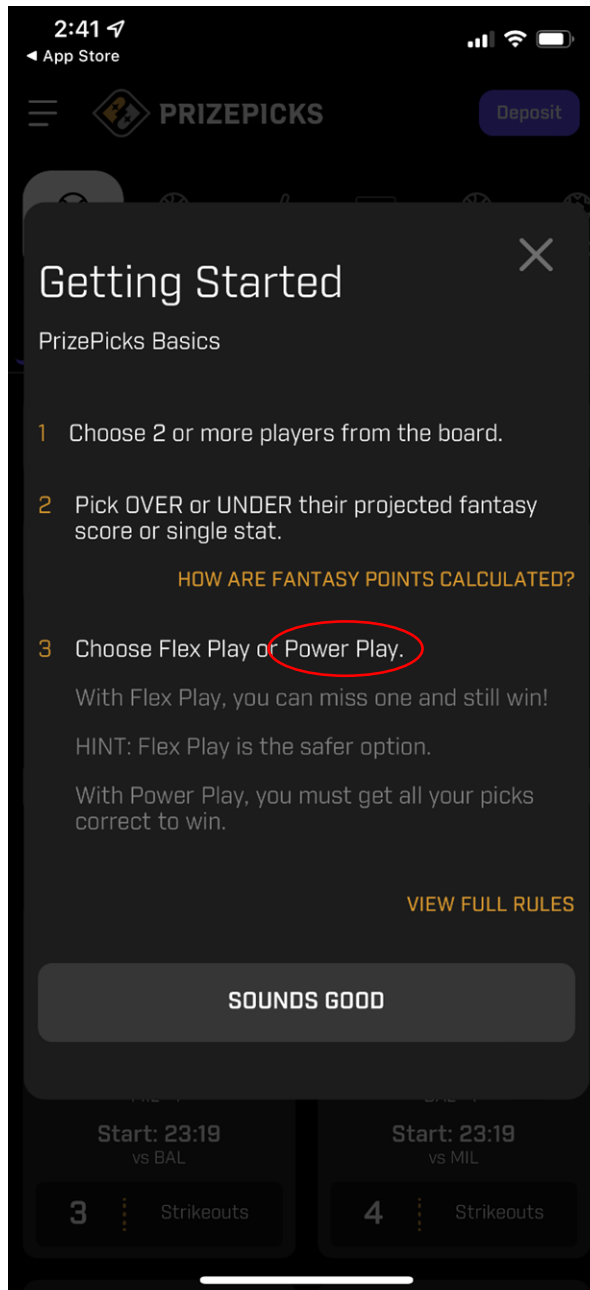 2:41
◀ App Store
PRIZEPICKS
Deposit
Getting Started
PrizePicks Basics
1 Choose 2 or more players from the board.
2 Pick OVER or UNDER their projected fantasy
score or single stat.
HOW ARE FANTASY POINTS CALCULATED?
3 Choose Flex Play or Power Play.
With Flex Play, you can miss one and still win!
HINT: Flex Play is the safer option.
With Power Play, you must get all your picks
correct to win.
VIEW FULL RULES
SOUNDS GOOD
Start: 23:19 Start: 23:19
vs BAL vs MIL
3 Strikeouts 4 Strikeouts